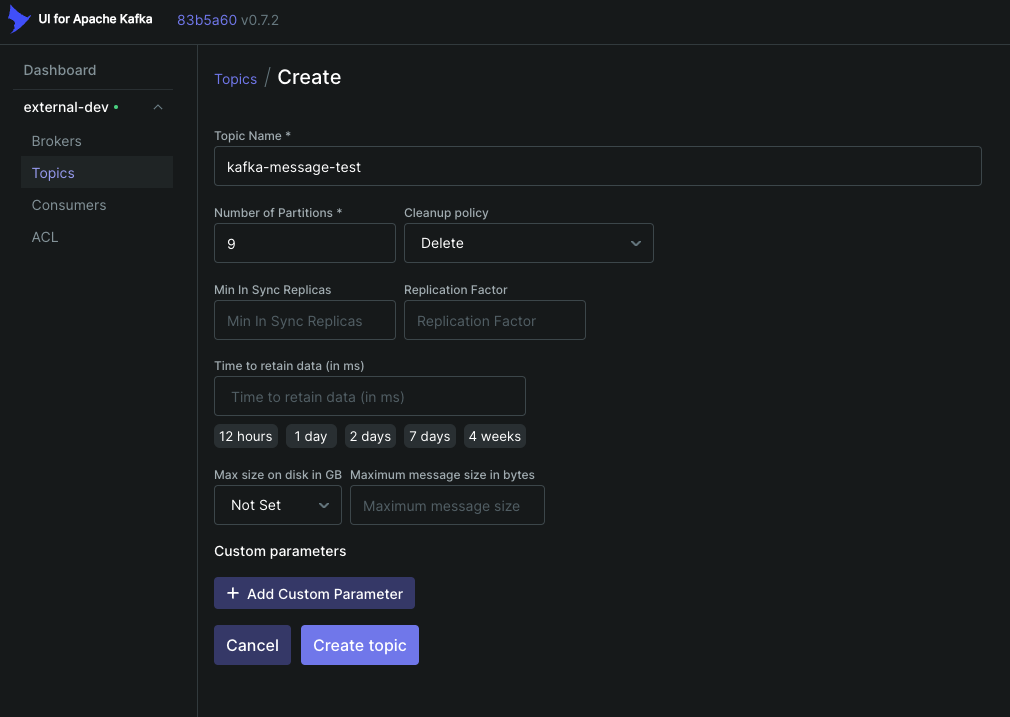 UI for Apache Kafka 83b5a60 v0.7.2
Dashboard
external-dev
Brokers
Topics
Consumers
ACL
Topics / Create
Topic Name *
kafka-message-test
Number of Partitions * Cleanup policy
9 Delete
Min In Sync Replicas Replication Factor
Min In Sync Replicas Replication Factor
Time to retain data (in ms)
Time to retain data (in ms)
12 hours 1 day 2 days 7 days 4 weeks
Max size on disk in GB Maximum message size in bytes
Not Set Maximum message size
Custom parameters
+ Add Custom Parameter
Cancel Create topic